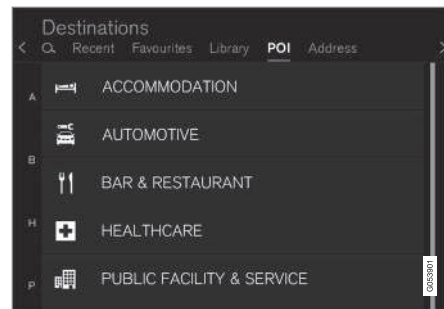 Destinations
Recent Favourites Library POI Address
A
ACCOMMODATION
AUTOMOTIVE
B
BAR & RESTAURANT
H
HEALTHCARE
P
PUBLIC FACILITY & SERVICE
G053901